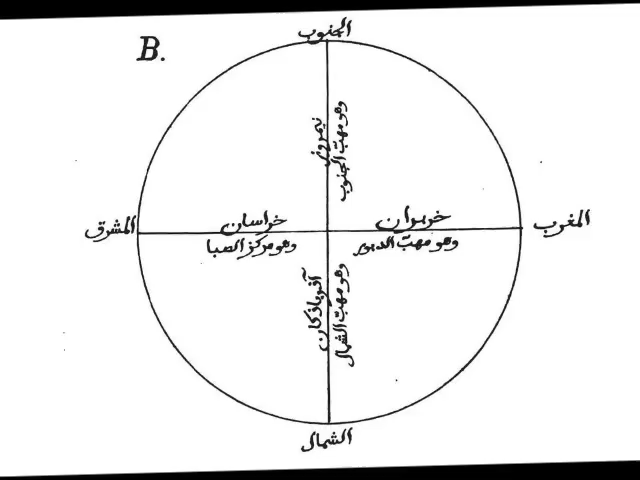 B.
الجنوب
نيمروز
وهو مهبّ الجنوب
المغرب
خربران
وهو مهبّ الدبور
خراسان
وهو مركز الصبا
المشرق
آذرباذكان
وهو مهبّ الشمال
الشمال